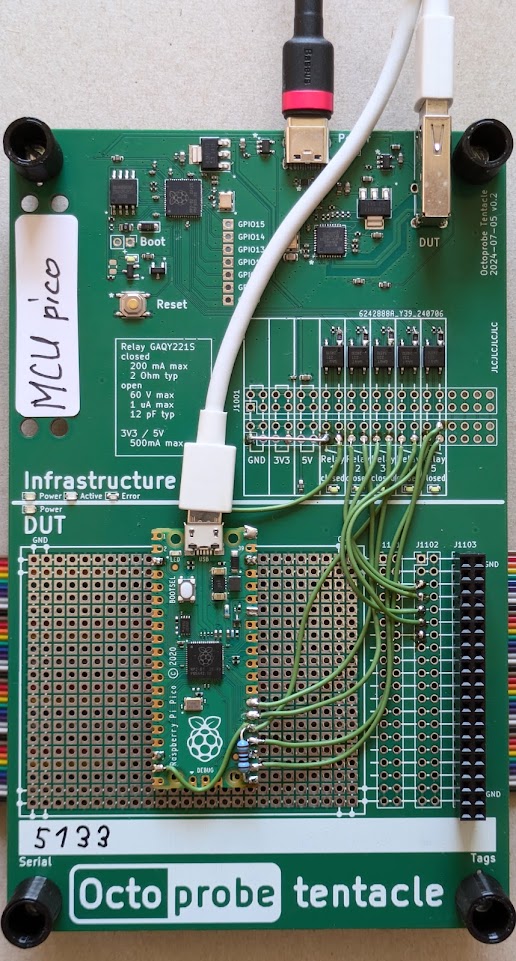 Octoprobe Tentacle
2024-07-05 v0.2
DUT
GPIO15
GPIO14
GPIO13
Boot
Reset
MCU pico
6242888A_Y39_240706
JLCJLCJLCJLC
Relay GAQY221S
closed
200 mA max
2 Ohm typ
open
60 V max
1 uA max
12 pF typ
3V3 / 5V
500mA max
J1001
GND 3V3 5V
Infrastructure
Power Active Error
Power
DUT
GND
J1102 J1103
GND
LED
USB
BOOTSEL
Raspberry Pi Pico © 2020
DEBUG
GND
5133
Serial
Tags
Octoprobe tentacle